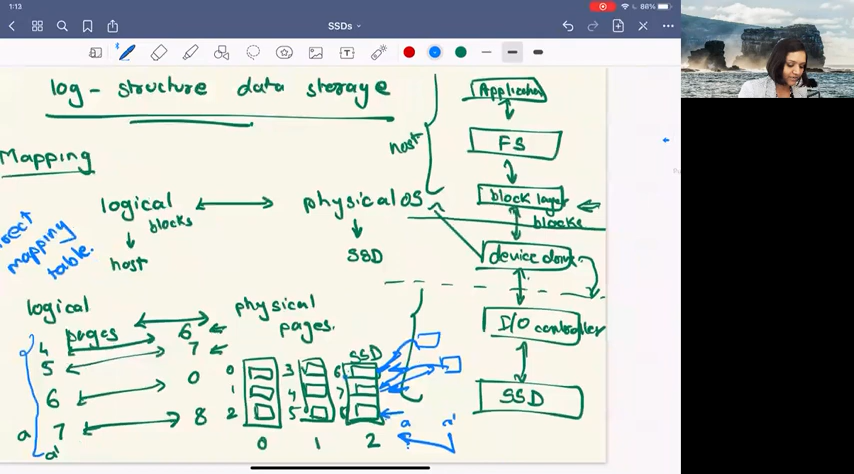 1:13
88%
SSDs
log-structure data storage
Mapping
logical blocks
host
physical
SSD
mapping table.
logical pages
physical pages.
4 6
5 7
6 0
7 8
a a'
0 1 2
0
3 4 5
1
SSD
6 7 8
2
a a'
host
OS
Application
FS
block layer
blocks
I/O controller
SSD